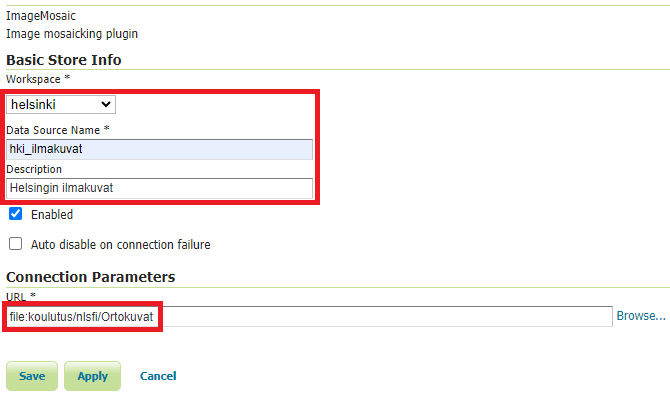 ImageMosaic
Image mosaicking plugin
Basic Store Info
Workspace *
helsinki
Data Source Name *
hki_ilmakuvat
Description
Helsingin ilmakuvat
Enabled
Auto disable on connection failure
Connection Parameters
URL *
file:koulutus/nlsfi/Ortokuvat Browse...
Save Apply Cancel